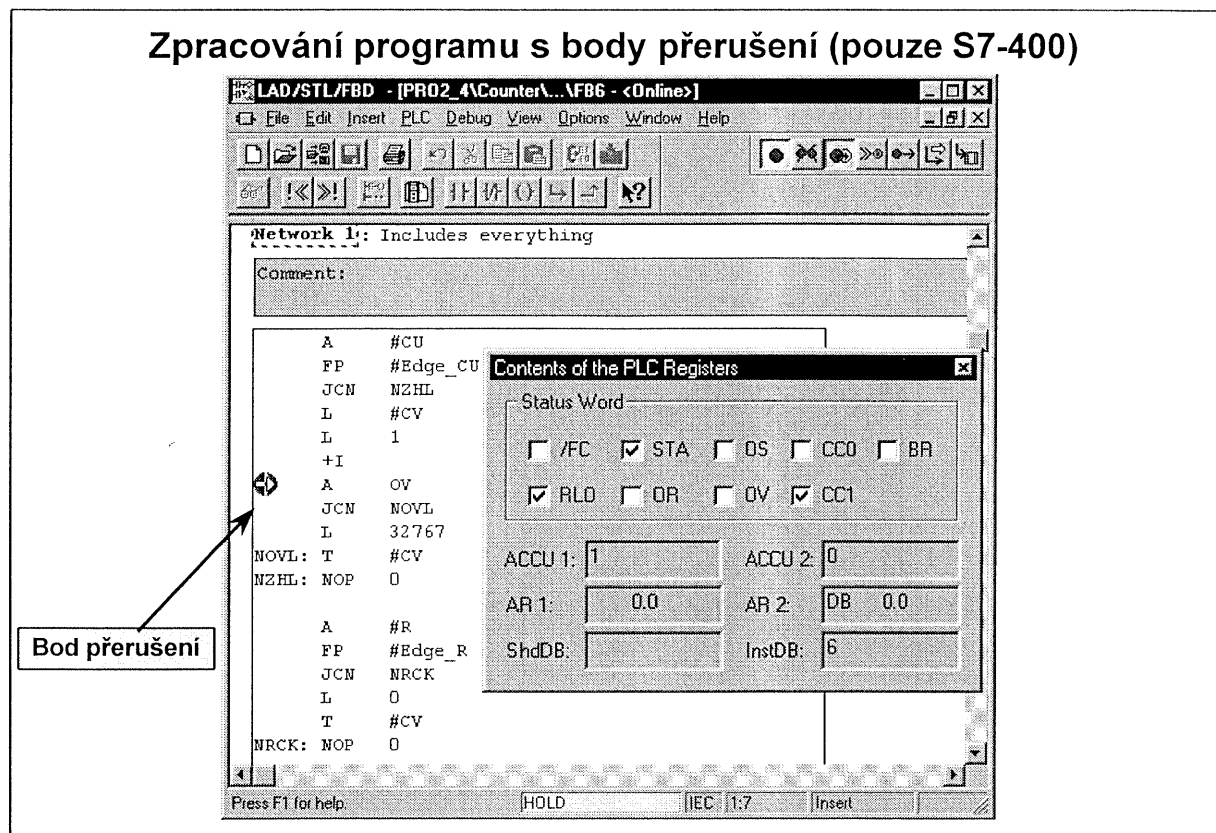 Zpracování programu s body přerušení (pouze S7-400)
LAD/STL/FBD - [PRO2_4\Counter\...\FB6 - <Online>]
File Edit Insert PLC Debug View Options Window Help
Network 1: Includes everything
Comment:
A #CU
FP #Edge_CU
JCN NZHL
L #CV
L 1
+I
A OV
JCN NOVL
L 32767
NOVL: T #CV
NZHL: NOP 0
A #R
FP #Edge_R
JCN NRCK
L 0
T #CV
NRCK: NOP 0
Bod přerušení
Contents of the PLC Registers
Status Word
/FC STA OS CC0 BR
RLO OR OV CC1
ACCU 1: 1 ACCU 2: 0
AR 1: 0.0 AR 2: DB 0.0
ShdDB: InstDB: 6
Press F1 for help. HOLD IEC 1:7 Insert